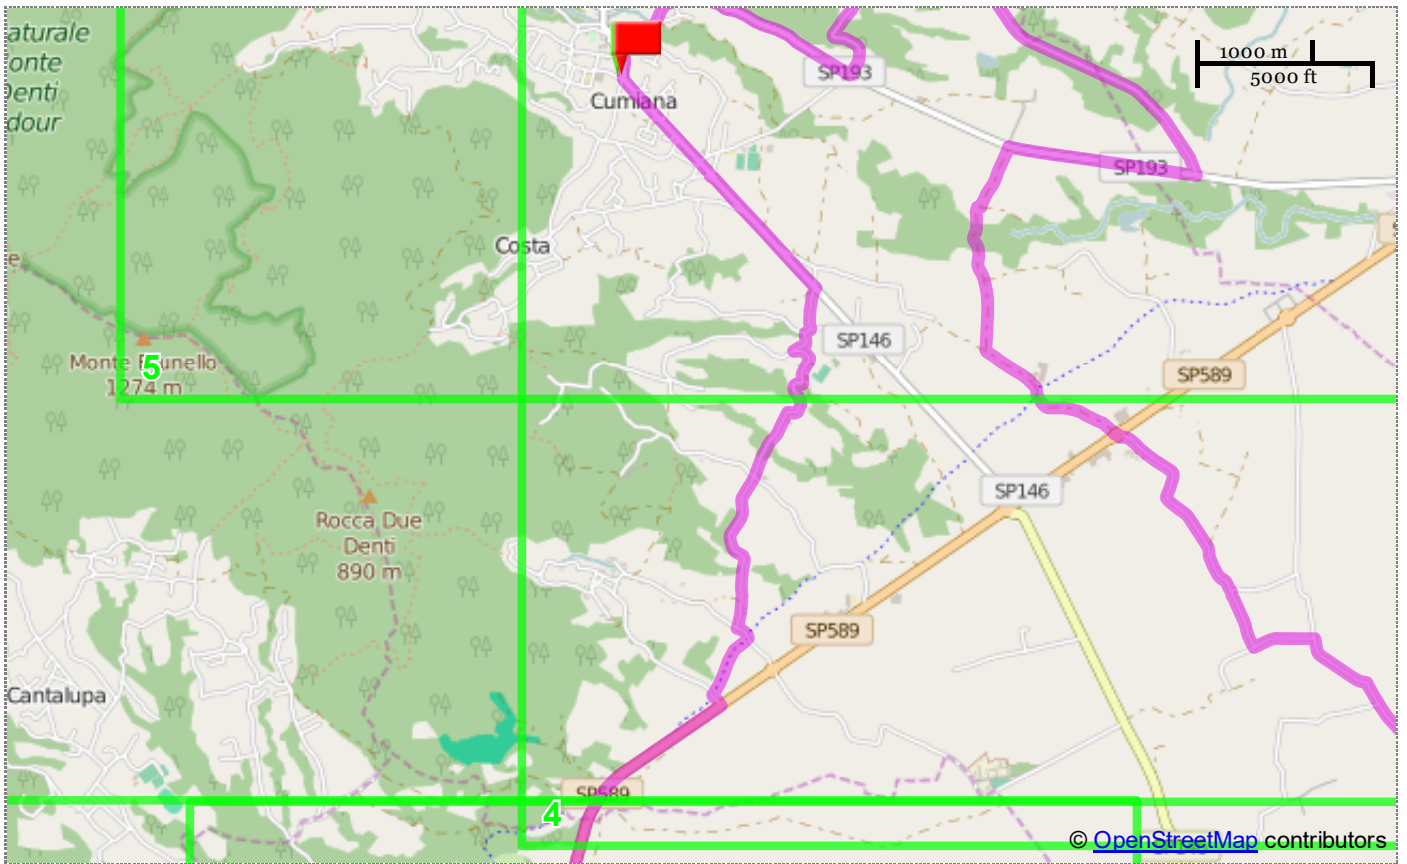 aturale
onte
Denti
dour
1000 m
5000 ft
SP193
Cumiana
SP193
Costa
SP146
Monte Brunello
1274 m
5
SP589
SP146
Rocca Due
Denti
890 m
SP589
Cantalupa
SP589
4
© OpenStreetMap contributors